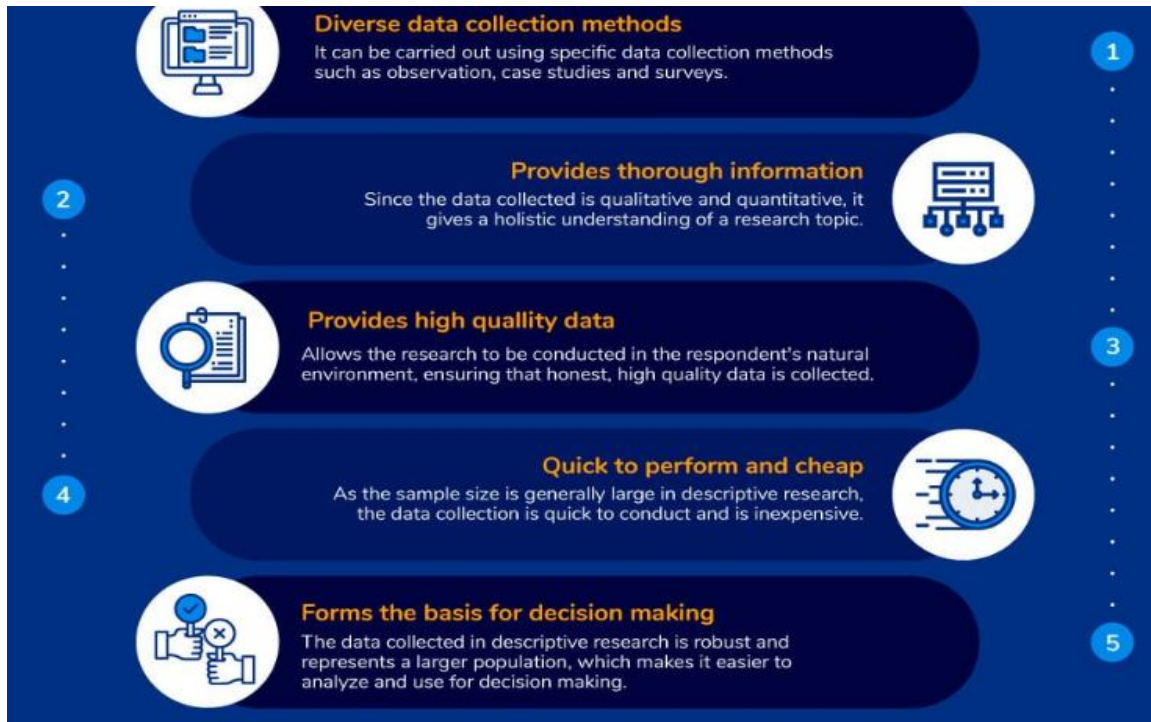 Diverse data collection methods
It can be carried out using specific data collection methods
such as observation, case studies and surveys.
1
Provides thorough information
Since the data collected is qualitative and quantitative, it
gives a holistic understanding of a research topic.
2
Provides high quallity data
Allows the research to be conducted in the respondent's natural
environment, ensuring that honest, high quality data is collected.
3
Quick to perform and cheap
As the sample size is generally large in descriptive research,
the data collection is quick to conduct and is inexpensive.
4
Forms the basis for decision making
The data collected in descriptive research is robust and
represents a larger population, which makes it easier to
analyze and use for decision making.
5